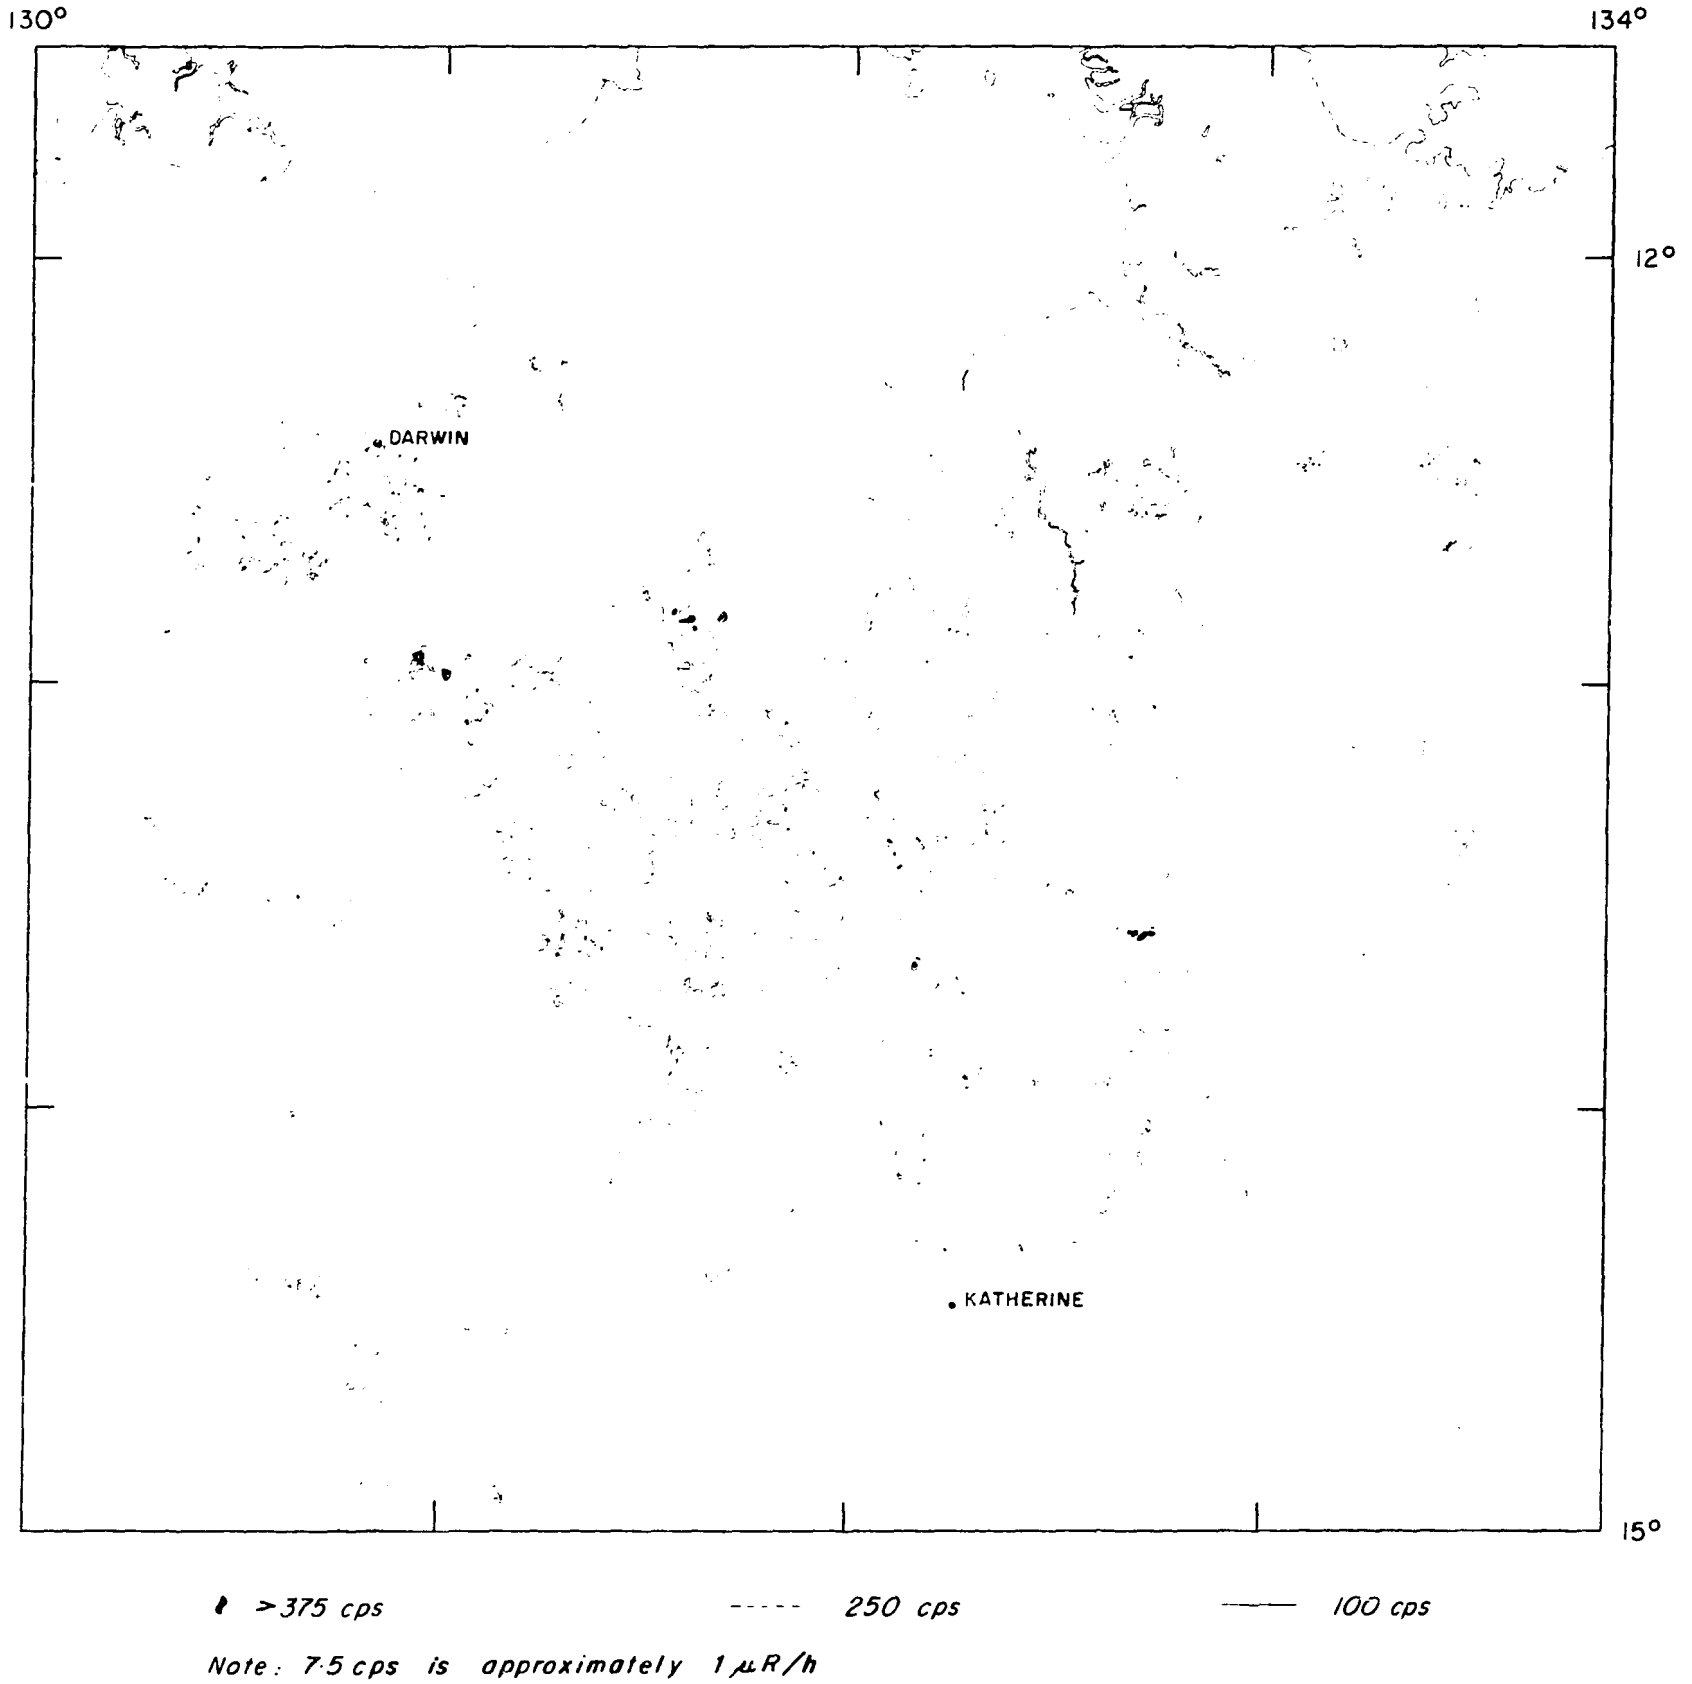 130° 134°
12°
DARWIN
KATHERINE
15°
>375 cps 250 cps 100 cps
Note: 7.5 cps is approximately 1 μR/h